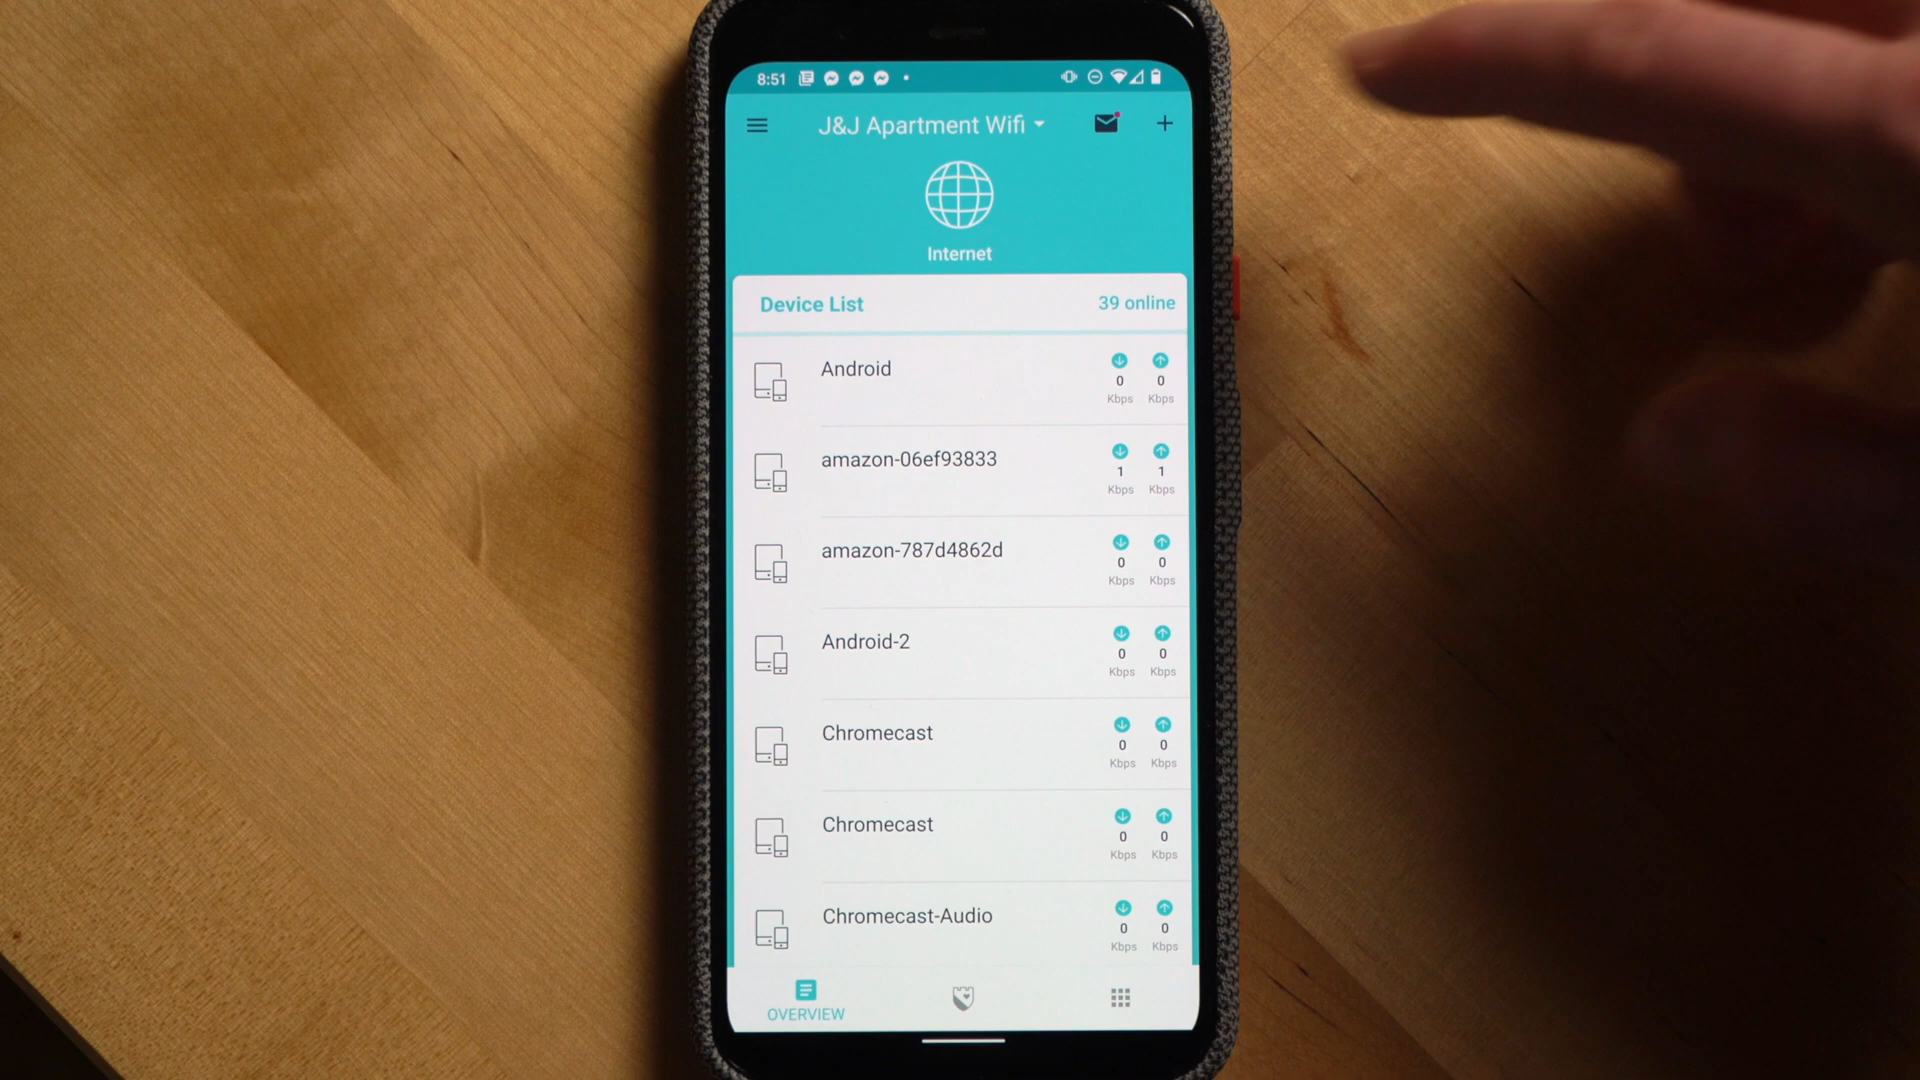 8:51
J&J Apartment Wifi
Internet
Device List 39 online
Android
0 0
Kbps Kbps
amazon-06ef93833
1 1
Kbps Kbps
amazon-787d4862d
0 0
Kbps Kbps
Android-2
0 0
Kbps Kbps
Chromecast
0 0
Kbps Kbps
Chromecast
0 0
Kbps Kbps
Chromecast-Audio
0 0
Kbps Kbps
OVERVIEW